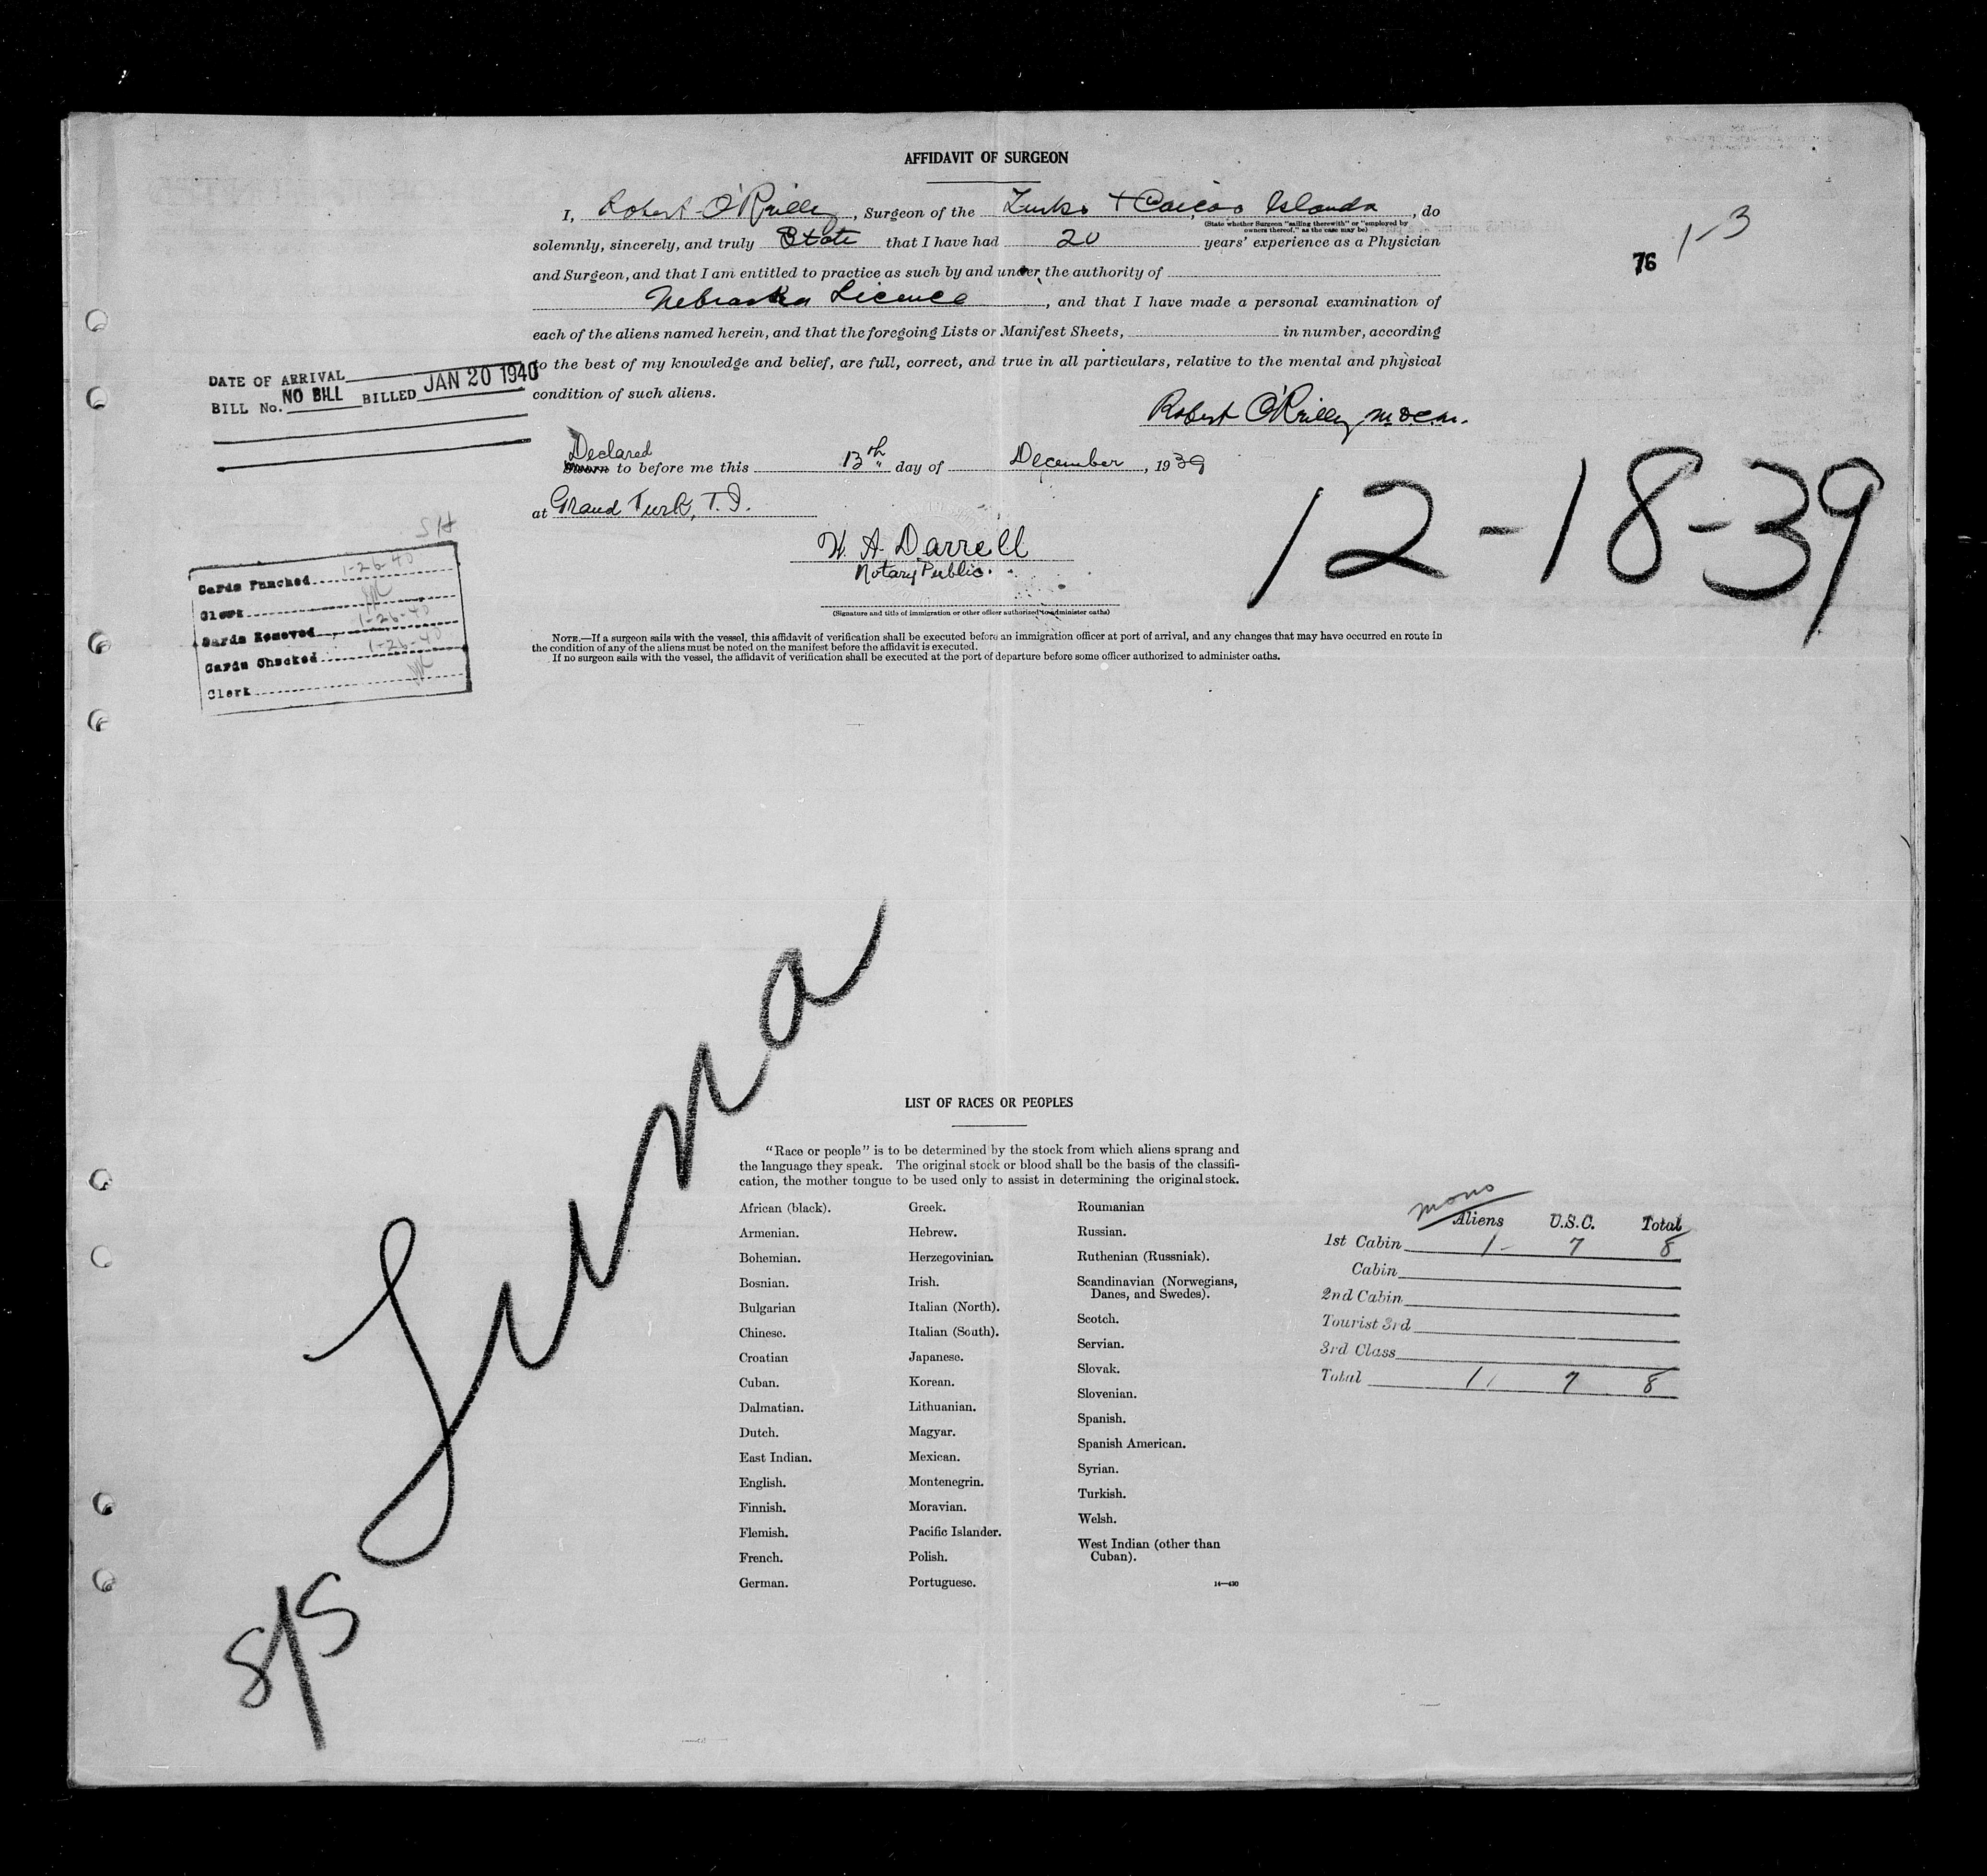 AFFIDAVIT OF SURGEON
I, Robert O'Reilly, Surgeon of the Turks + Caicos Islands, do
(State whether Surgeon "sailing therewith" or "employed by
owners thereof," as the case may be)
solemnly, sincerely, and truly State that I have had 20 years' experience as a Physician
and Surgeon, and that I am entitled to practice as such by and under the authority of
Nebraska Licence, and that I have made a personal examination of
each of the aliens named herein, and that the foregoing Lists or Manifest Sheets, in number, according
to the best of my knowledge and belief, are full, correct, and true in all particulars, relative to the mental and physical
condition of such aliens.
1-3
76
DATE OF ARRIVAL
BILL No. NO BILL BILLED JAN 20 1940
Robert O'Reilly, M.D.C.M.
Declared
Sworn to before me this 13th day of December, 1939
at Grand Turk, T. I.
W. A. Darrell
Notary Public.
(Signature and title of immigration or other officer authorized to administer oaths)
12-18-39
SH
Cards Punched 1-26-40
Clerk
Cards Removed 1-26-40
Cards Checked 1-26-40
Clerk
NOTE.—If a surgeon sails with the vessel, this affidavit of verification shall be executed before an immigration officer at port of arrival, and any changes that may have occurred en route in
the condition of any of the aliens must be noted on the manifest before the affidavit is executed.
If no surgeon sails with the vessel, the affidavit of verification shall be executed at the port of departure before some officer authorized to administer oaths.
S/S Luna
LIST OF RACES OR PEOPLES
"Race or people" is to be determined by the stock from which aliens sprang and
the language they speak. The original stock or blood shall be the basis of the classifi-
cation, the mother tongue to be used only to assist in determining the original stock.
African (black).
Armenian.
Bohemian.
Bosnian.
Bulgarian
Chinese.
Croatian
Cuban.
Dalmatian.
Dutch.
East Indian.
English.
Finnish.
Flemish.
French.
German.
Greek.
Hebrew.
Herzegovinian.
Irish.
Italian (North).
Italian (South).
Japanese.
Korean.
Lithuanian.
Magyar.
Mexican.
Montenegrin.
Moravian.
Pacific Islander.
Polish.
Portuguese.
Roumanian
Russian.
Ruthenian (Russniak).
Scandinavian (Norwegians,
Danes, and Swedes).
Scotch.
Servian.
Slovak.
Slovenian.
Spanish.
Spanish American.
Syrian.
Turkish.
Welsh.
West Indian (other than
Cuban).
14—430
mono
Aliens U.S.C. Total
1st Cabin 1- 7 8
Cabin
2nd Cabin
Tourist 3rd
3rd Class
Total 1 7 8